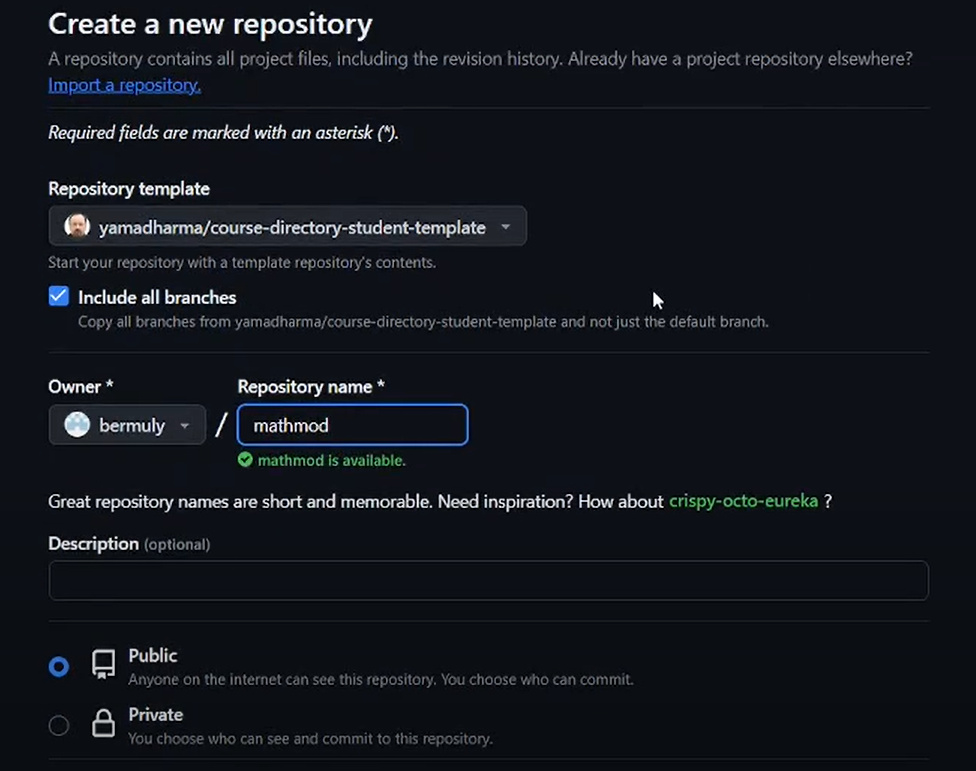 Create a new repository
A repository contains all project files, including the revision history. Already have a project repository elsewhere?
Import a repository.
Required fields are marked with an asterisk (*).
Repository template
yamadharma/course-directory-student-template
Start your repository with a template repository's contents.
Include all branches
Copy all branches from yamadharma/course-directory-student-template and not just the default branch.
Owner * Repository name *
bermuly / mathmod
mathmod is available.
Great repository names are short and memorable. Need inspiration? How about crispy-octo-eureka ?
Description (optional)
Public
Anyone on the internet can see this repository. You choose who can commit.
Private
You choose who can see and commit to this repository.